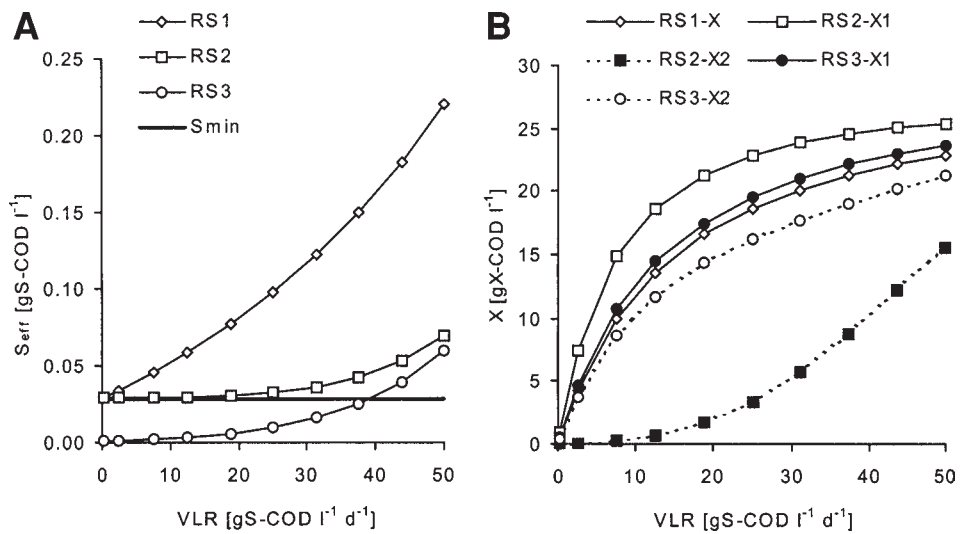 A
RS1
RS2
RS3
Smin
0.25
0.20
0.15
0.10
0.05
0.00
Seff [gS-COD l⁻¹]
0 10 20 30 40 50
VLR [gS-COD l⁻¹ d⁻¹]
B
RS1-X RS2-X1
RS2-X2 RS3-X1
RS3-X2
30
25
20
15
10
5
0
X [gX-COD l⁻¹]
0 10 20 30 40 50
VLR [gS-COD l⁻¹ d⁻¹]